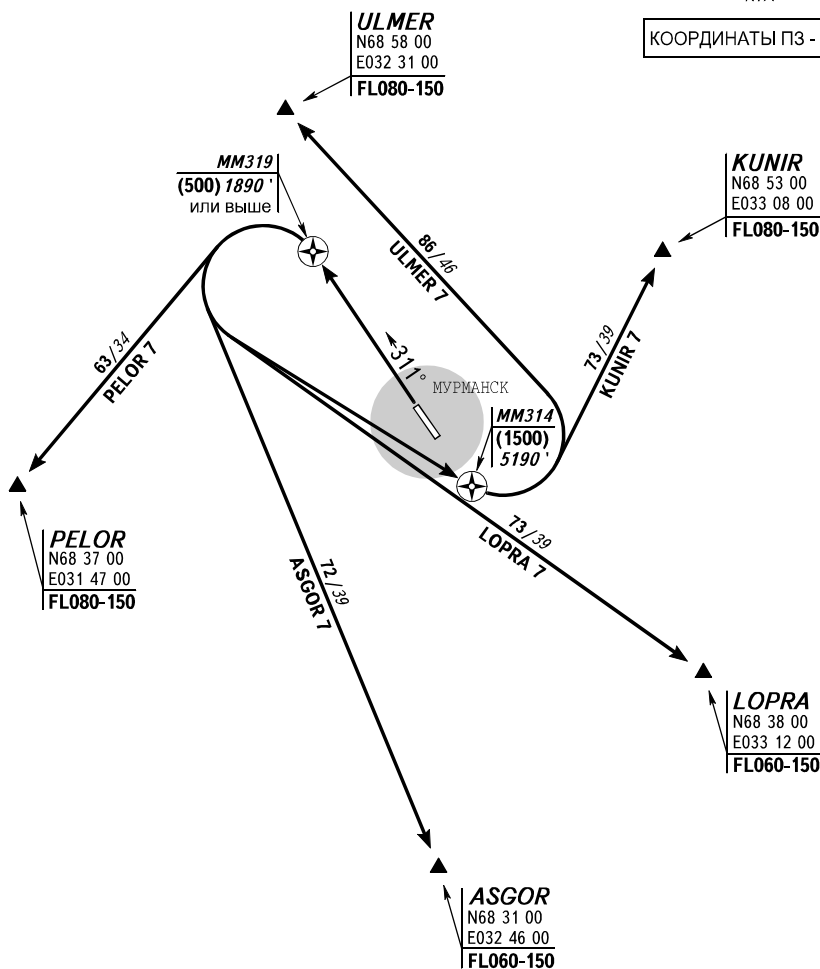 ULMER
N68 58 00
E032 31 00
FL080-150
КООРДИНАТЫ ПЗ -
MM319
(500) 1890 '
или выше
KUNIR
N68 53 00
E033 08 00
FL080-150
86/46
ULMER 7
63/34
PELOR 7
73/39
KUNIR 7
311°
МУРМАНСК
MM314
(1500)
5190 '
PELOR
N68 37 00
E031 47 00
FL080-150
72/39
ASGOR 7
73/39
LOPRA 7
LOPRA
N68 38 00
E033 12 00
FL060-150
ASGOR
N68 31 00
E032 46 00
FL060-150